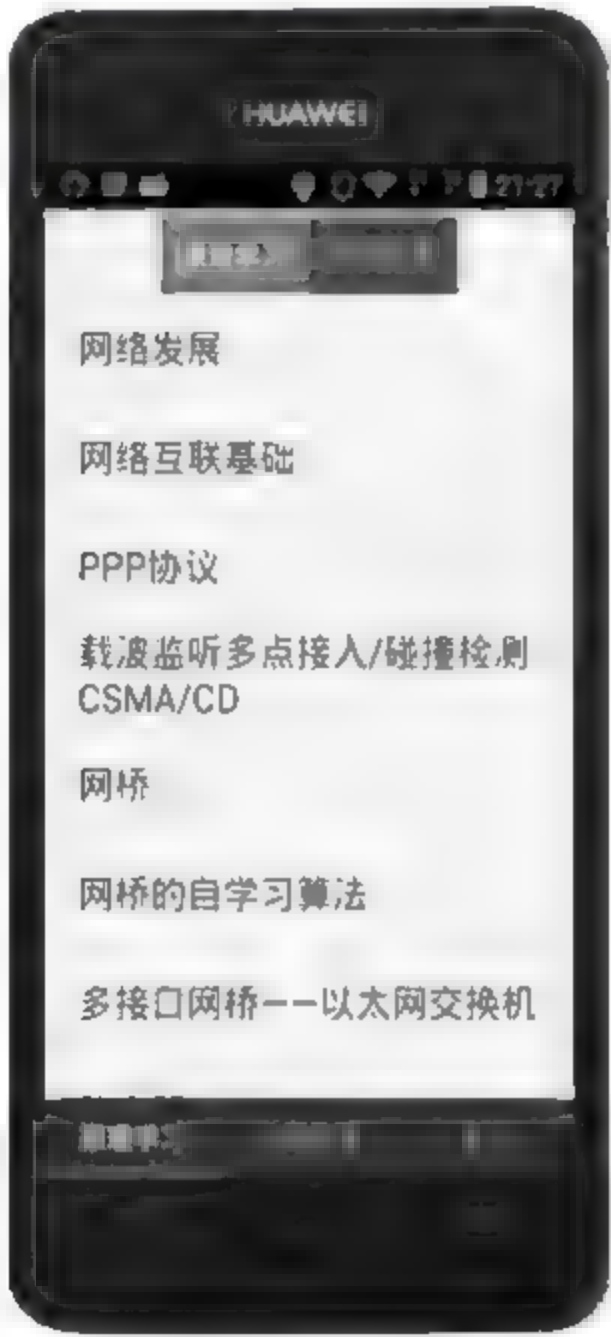 HUAWEI
21:27
网络发展
网络互联基础
PPP协议
载波监听多点接入/碰撞检测
CSMA/CD
网桥
网桥的自学习算法
多接口网桥--以太网交换机